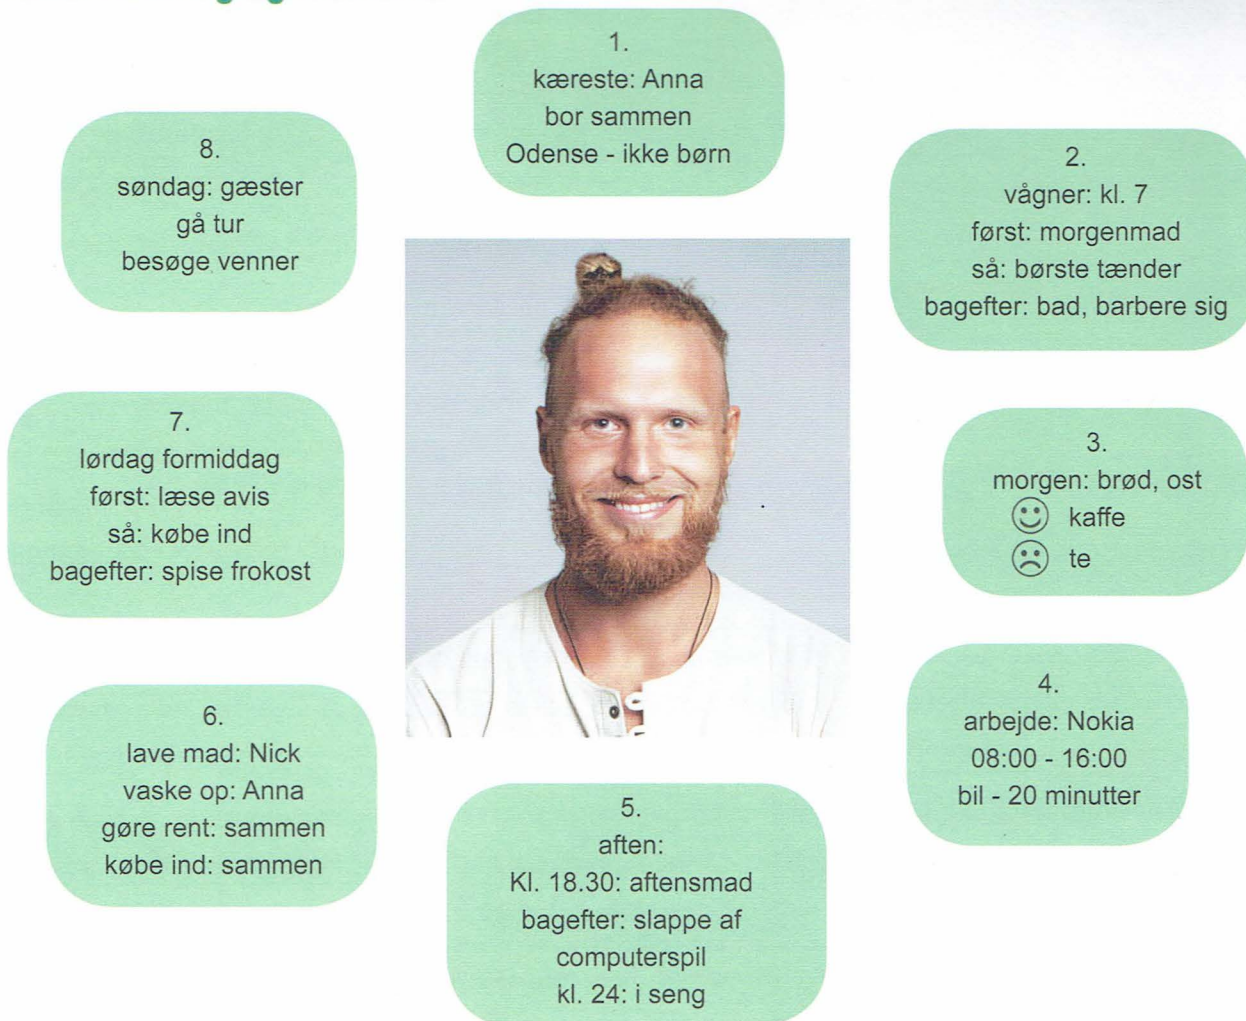 1.
kæreste: Anna
bor sammen
Odense - ikke børn
2.
vågner: kl. 7
først: morgenmad
så: børste tænder
bagefter: bad, barbere sig
3.
morgen: brød, ost
kaffe
te
4.
arbejde: Nokia
08:00 - 16:00
bil - 20 minutter
5.
aften:
Kl. 18.30: aftensmad
bagefter: slappe af
computerspil
kl. 24: i seng
6.
lave mad: Nick
vaske op: Anna
gøre rent: sammen
købe ind: sammen
7.
lørdag formiddag
først: læse avis
så: købe ind
bagefter: spise frokost
8.
søndag: gæster
gå tur
besøge venner